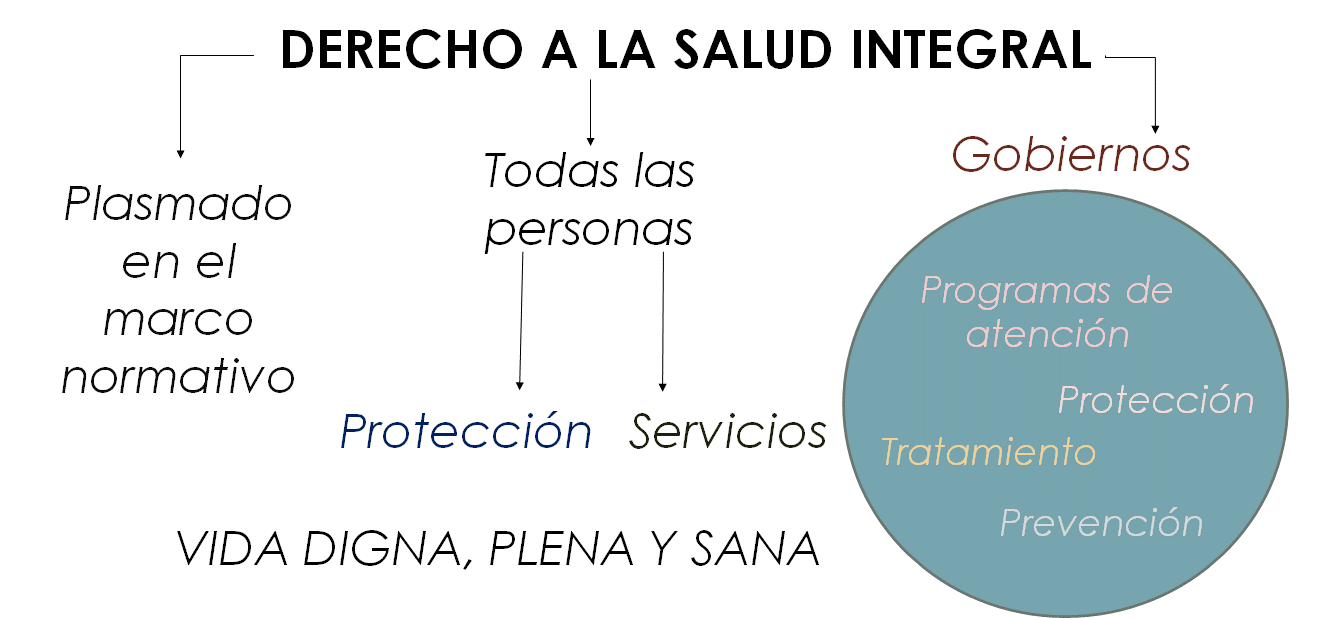 DERECHO A LA SALUD INTEGRAL
Plasmado
en el
marco
normativo
Todas las
personas
Protección
Servicios
VIDA DIGNA, PLENA Y SANA
Gobiernos
Programas de
atención
Protección
Tratamiento
Prevención